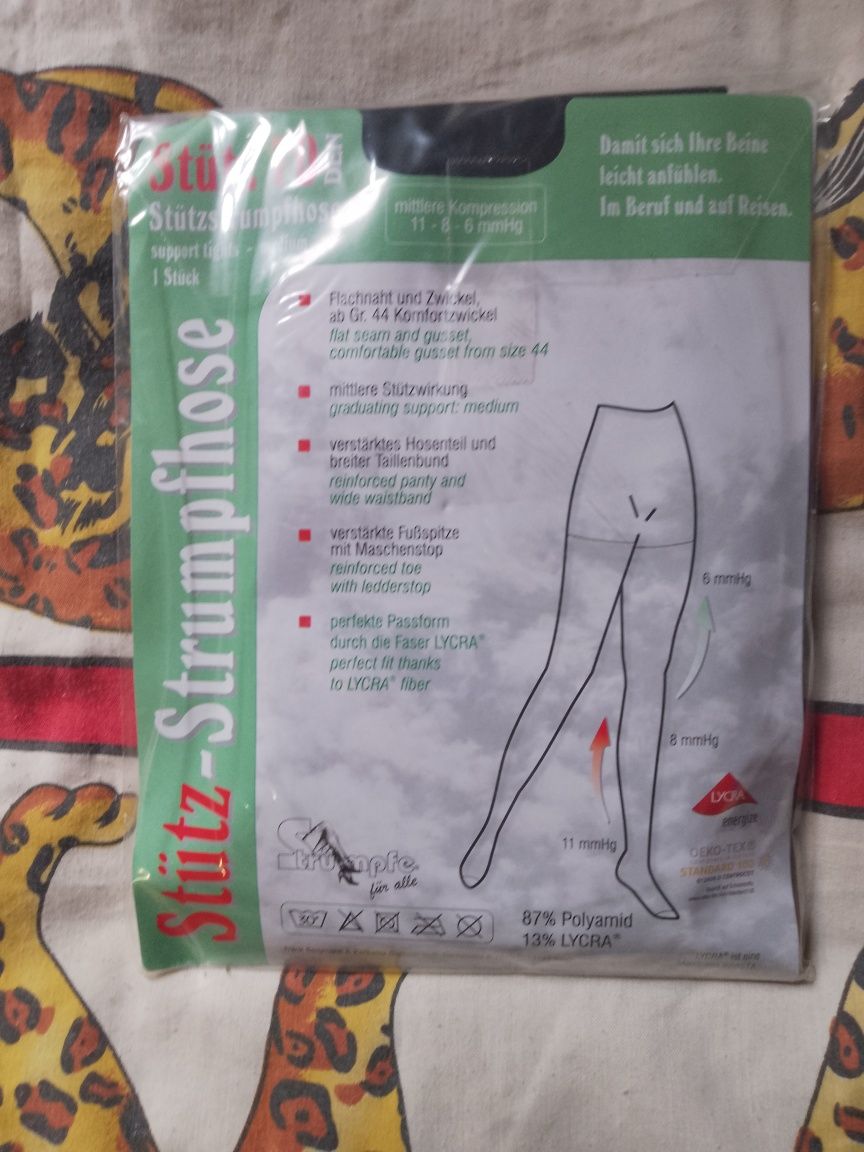 DEN
mittlere Kompression
11 - 8 - 6 mmHg
Damit sich Ihre Beine
leicht anfühlen.
Im Beruf und auf Reisen.
support
1 Stück
Stütz-Strumpfhose
Flachnaht und Zwickel,
ab Gr. 44 Komfortzwickel
flat seam and gusset,
comfortable gusset from size 44
mittlere Stützwirkung
graduating support: medium
verstärktes Hosenteil und
breiter Taillenbund
reinforced panty and
wide waistband
verstärkte Fußspitze
mit Maschenstop
reinforced toe
with ledderstop
perfekte Passform
durch die Faser LYCRA®
perfect fit thanks
to LYCRA® fiber
6 mmHg
8 mmHg
11 mmHg
LYCRA
energize
OEKO-TEX®
STANDARD 100
Strümpfe
für alle
30°
87% Polyamid
13% LYCRA®